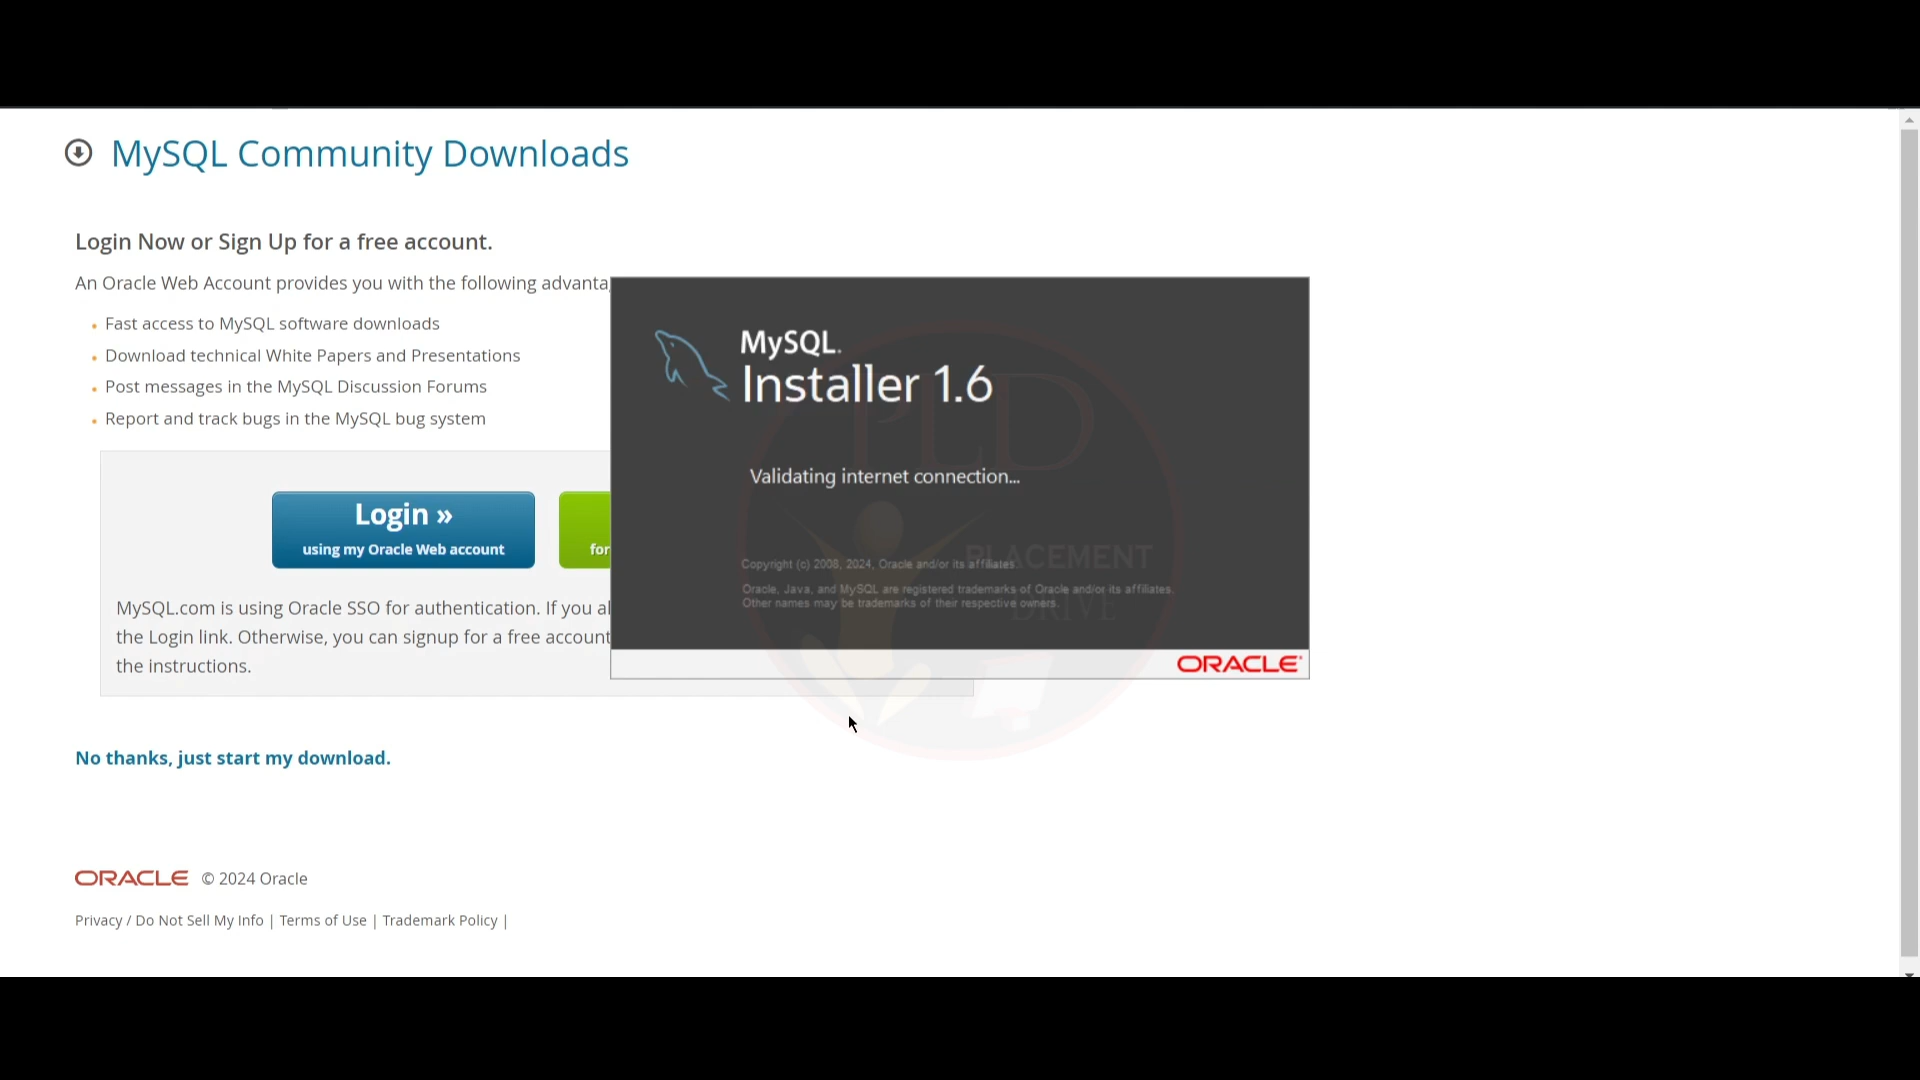 MySQL Community Downloads
Login Now or Sign Up for a free account.
An Oracle Web Account provides you with the following advanta
Fast access to MySQL software downloads
Download technical White Papers and Presentations
Post messages in the MySQL Discussion Forums
Report and track bugs in the MySQL bug system
Login »
using my Oracle Web account
for
MySQL.com is using Oracle SSO for authentication. If you al
the Login link. Otherwise, you can signup for a free account
the instructions.
MySQL.
Installer 1.6
Validating internet connection...
Copyright (c) 2008, 2024, Oracle and/or its affiliates.
Oracle, Java, and MySQL are registered trademarks of Oracle and/or its affiliates.
Other names may be trademarks of their respective owners.
ORACLE
PLD
PLACEMENT
DRIVE
No thanks, just start my download.
ORACLE © 2024 Oracle
Privacy / Do Not Sell My Info | Terms of Use | Trademark Policy |